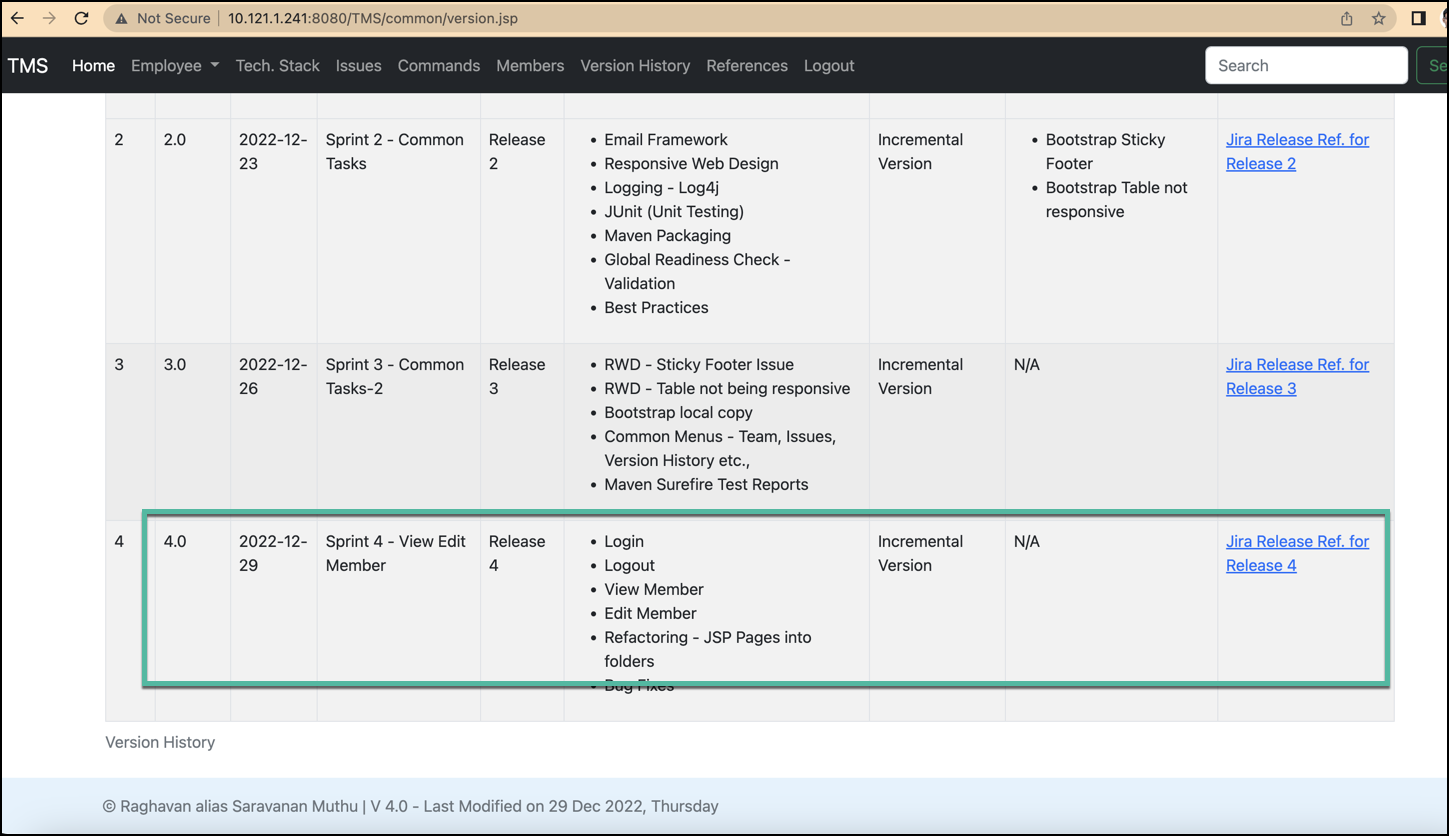 Not Secure 10.121.1.241:8080/TMS/common/version.jsp
TMS Home Employee Tech. Stack Issues Commands Members Version History References Logout Search Se
2 2.0 2022-12-23 Sprint 2 - Common Tasks Release 2
• Email Framework
• Responsive Web Design
• Logging - Log4j
• JUnit (Unit Testing)
• Maven Packaging
• Global Readiness Check -
Validation
• Best Practices
Incremental
Version
• Bootstrap Sticky
Footer
• Bootstrap Table not
responsive
Jira Release Ref. for
Release 2
3 3.0 2022-12-26 Sprint 3 - Common Tasks-2 Release 3
• RWD - Sticky Footer Issue
• RWD - Table not being responsive
• Bootstrap local copy
• Common Menus - Team, Issues,
Version History etc.,
• Maven Surefire Test Reports
Incremental
Version
N/A
Jira Release Ref. for
Release 3
4 4.0 2022-12-29 Sprint 4 - View Edit Member Release 4
• Login
• Logout
• View Member
• Edit Member
• Refactoring - JSP Pages into
folders
• Bug Fixes
Incremental
Version
N/A
Jira Release Ref. for
Release 4
Version History
© Raghavan alias Saravanan Muthu | V 4.0 - Last Modified on 29 Dec 2022, Thursday